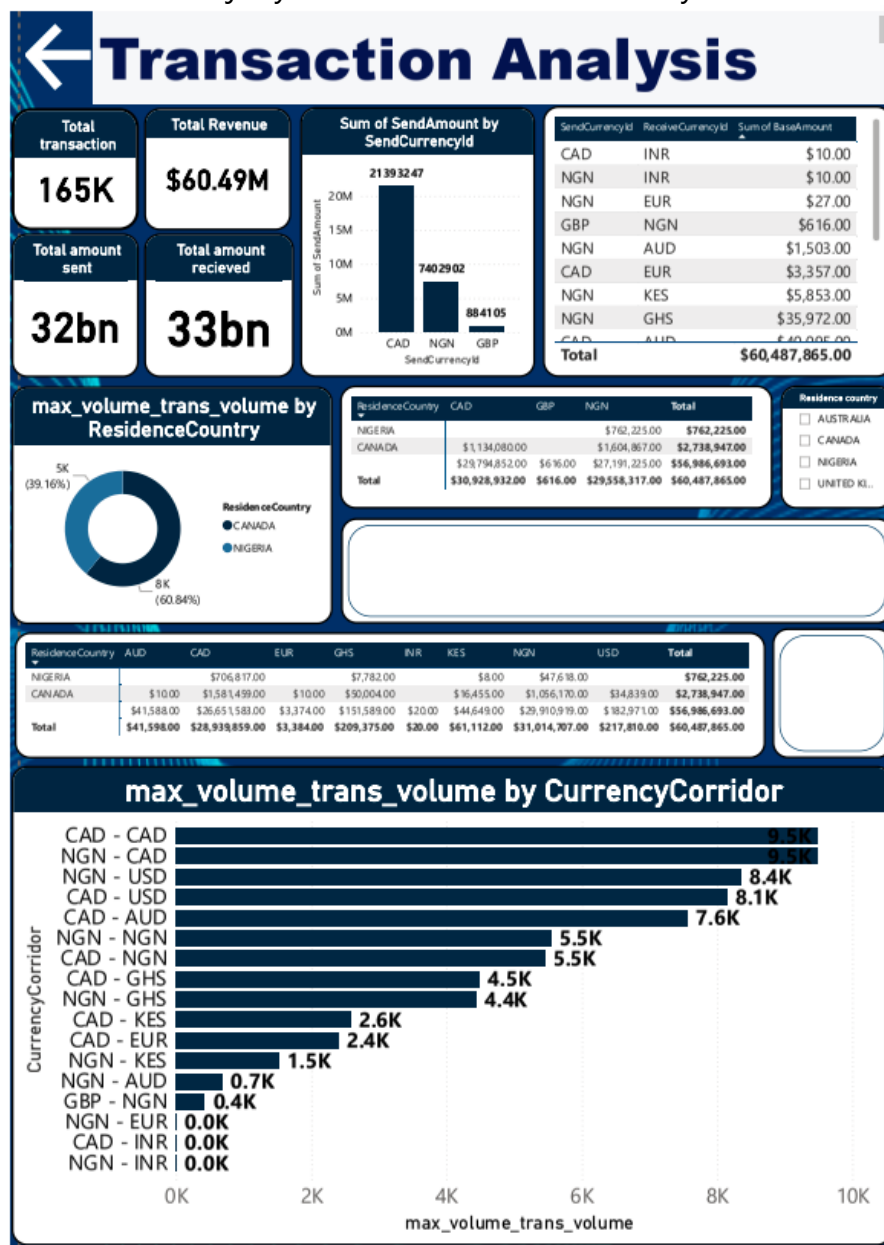 Transaction Analysis
Total transaction
165K
Total Revenue
$60.49M
Total amount sent
32bn
Total amount recieved
33bn
Sum of SendAmount by SendCurrencyId
Sum of SendAmount
20M
15M
10M
5M
0M
21393247
7402902
884105
CAD NGN GBP
SendCurrencyId
SendCurrencyId ReceiveCurrencyId Sum of BaseAmount
CAD INR $10.00
NGN INR $10.00
NGN EUR $27.00
GBP NGN $616.00
NGN AUD $1,503.00
CAD EUR $3,357.00
NGN KES $5,853.00
NGN GHS $35,972.00
Total $60,487,865.00
max_volume_trans_volume by ResidenceCountry
5K
(39.16%)
8K
(60.84%)
ResidenceCountry
CANADA
NIGERIA
ResidenceCountry CAD GBP NGN Total
NIGERIA $762,225.00 $762,225.00
CANADA $1,134,080.00 $1,604,867.00 $2,738,947.00
$29,794,852.00 $616.00 $27,191,225.00 $56,986,693.00
Total $30,928,932.00 $616.00 $29,558,317.00 $60,487,865.00
Residence country
AUSTRALIA
CANADA
NIGERIA
UNITED KI...
ResidenceCountry AUD CAD EUR GHS INR KES NGN USD Total
NIGERIA $706,817.00 $7,782.00 $8.00 $47,618.00 $762,225.00
CANADA $10.00 $1,581,459.00 $10.00 $50,004.00 $16,455.00 $1,056,170.00 $34,839.00 $2,738,947.00
$41,588.00 $26,651,583.00 $3,374.00 $151,589.00 $20.00 $44,649.00 $29,910,919.00 $182,971.00 $56,986,693.00
Total $41,598.00 $28,939,859.00 $3,384.00 $209,375.00 $20.00 $61,112.00 $31,014,707.00 $217,810.00 $60,487,865.00
max_volume_trans_volume by CurrencyCorridor
CurrencyCorridor
CAD - CAD 9.5K
NGN - CAD 9.5K
NGN - USD 8.4K
CAD - USD 8.1K
CAD - AUD 7.6K
NGN - NGN 5.5K
CAD - NGN 5.5K
CAD - GHS 4.5K
NGN - GHS 4.4K
CAD - KES 2.6K
CAD - EUR 2.4K
NGN - KES 1.5K
NGN - AUD 0.7K
GBP - NGN 0.4K
NGN - EUR 0.0K
CAD - INR 0.0K
NGN - INR 0.0K
0K 2K 4K 6K 8K 10K
max_volume_trans_volume